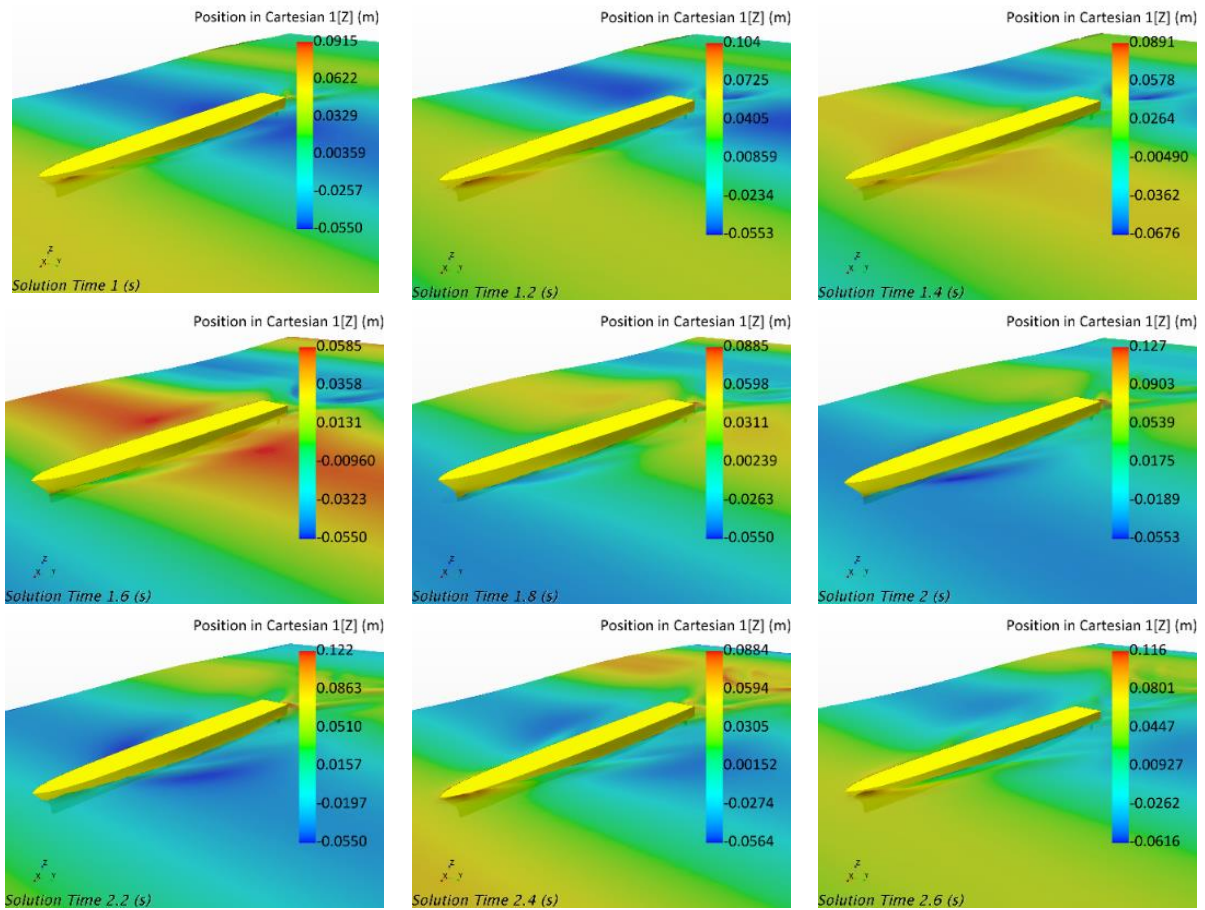 Position in Cartesian 1[Z] (m)
0.0915
0.0622
0.0329
0.00359
-0.0257
-0.0550
Z
X Y
Solution Time 1 (s)
Position in Cartesian 1[Z] (m)
0.104
0.0725
0.0405
0.00859
-0.0234
-0.0553
Z
X Y
Solution Time 1.2 (s)
Position in Cartesian 1[Z] (m)
0.0891
0.0578
0.0264
-0.00490
-0.0362
-0.0676
Z
X Y
Solution Time 1.4 (s)
Position in Cartesian 1[Z] (m)
0.0585
0.0358
0.0131
-0.00960
-0.0323
-0.0550
Z
X Y
Solution Time 1.6 (s)
Position in Cartesian 1[Z] (m)
0.0885
0.0598
0.0311
0.00239
-0.0263
-0.0550
Z
X Y
Solution Time 1.8 (s)
Position in Cartesian 1[Z] (m)
0.127
0.0903
0.0539
0.0175
-0.0189
-0.0553
Z
X Y
Solution Time 2 (s)
Position in Cartesian 1[Z] (m)
0.122
0.0863
0.0510
0.0157
-0.0197
-0.0550
Z
X Y
Solution Time 2.2 (s)
Position in Cartesian 1[Z] (m)
0.0884
0.0594
0.0305
0.00152
-0.0274
-0.0564
Z
X Y
Solution Time 2.4 (s)
Position in Cartesian 1[Z] (m)
0.116
0.0801
0.0447
0.00927
-0.0262
-0.0616
Z
X Y
Solution Time 2.6 (s)